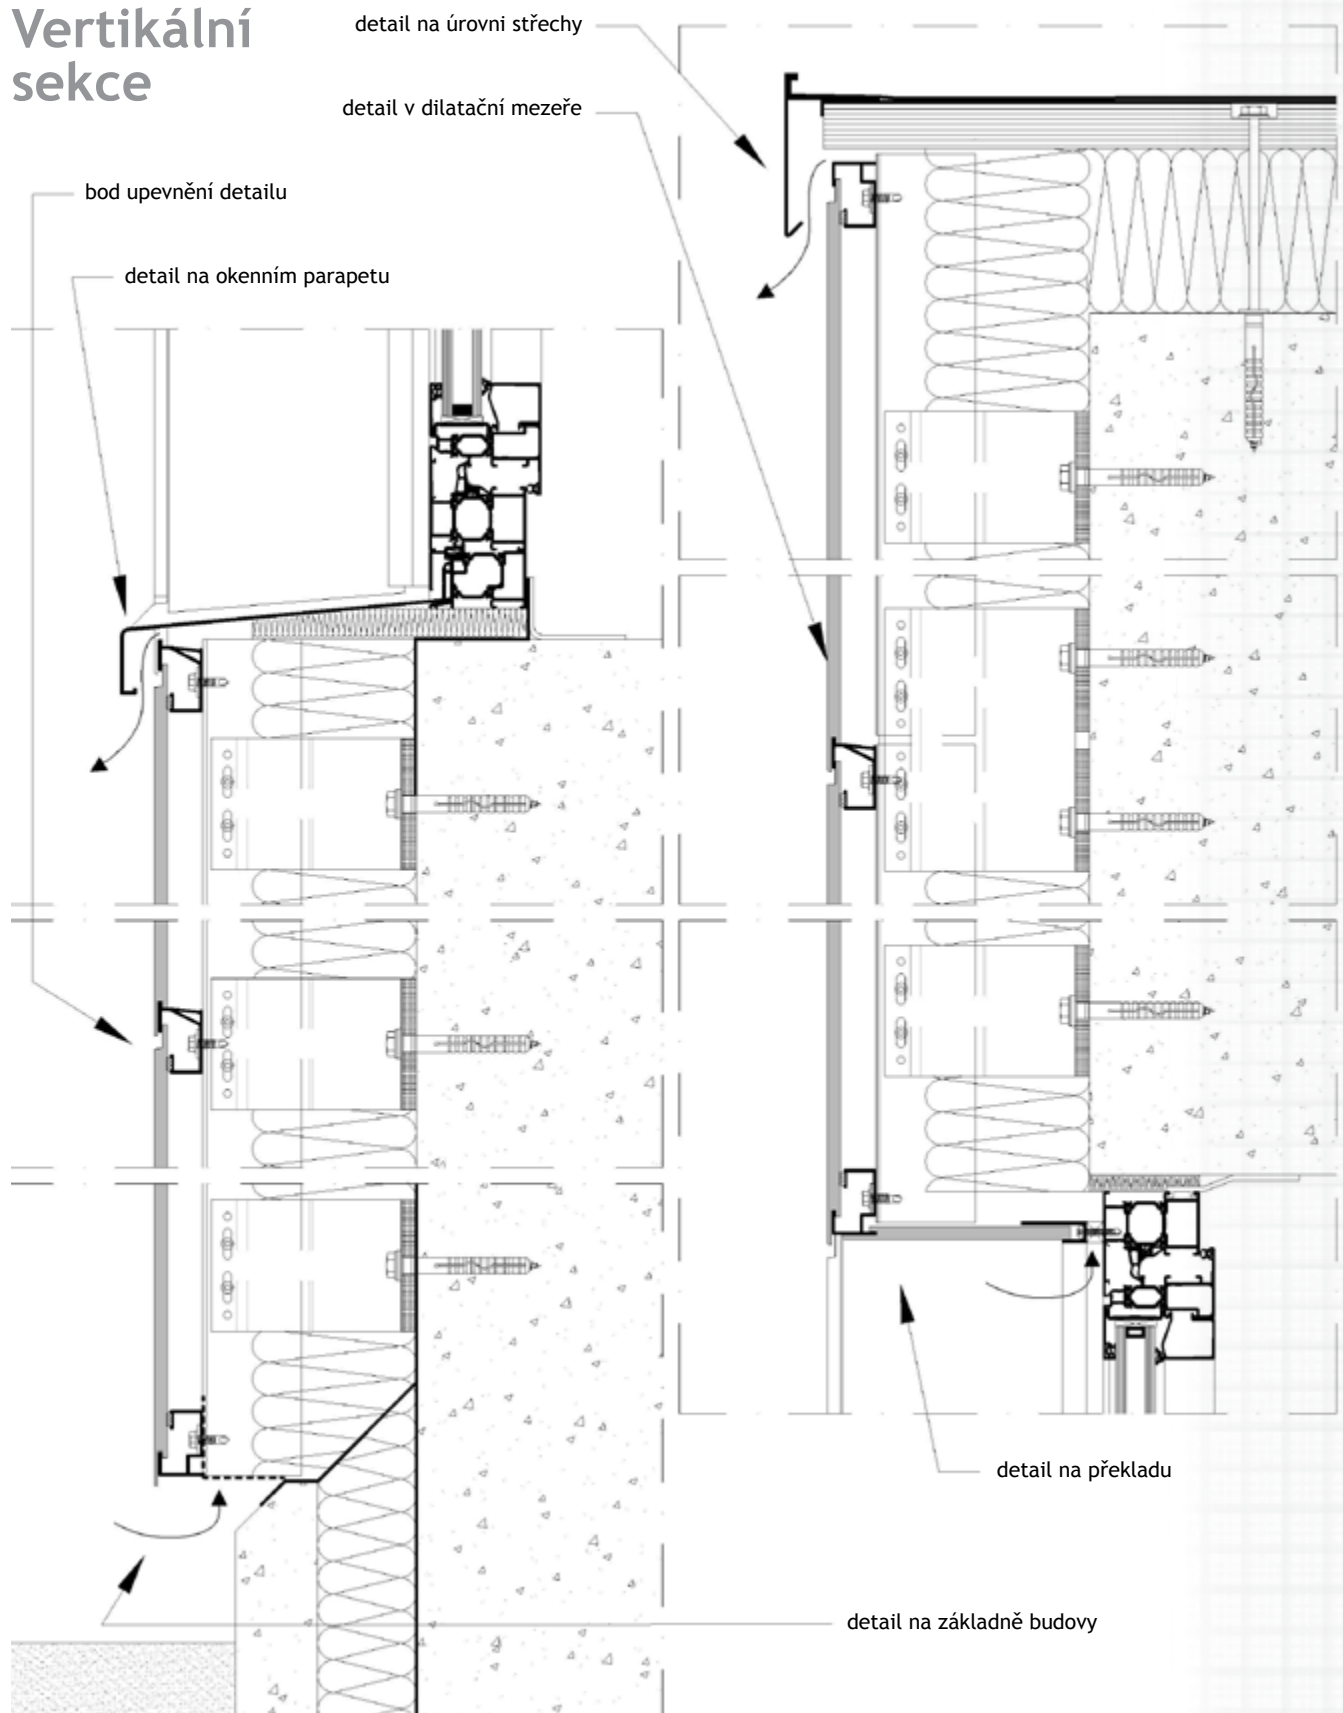 Vertikální
sekce
detail na úrovni střechy
detail v dilatační mezeře
bod upevnění detailu
detail na okenním parapetu
detail na překladu
detail na základně budovy